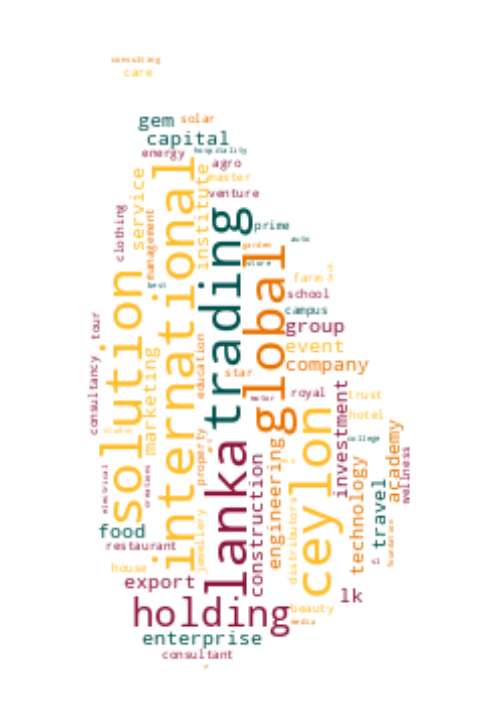 consulting
care
gem
solar
capital
energy
hospitality
agro
master
venture
service
institute
clothing
management
international
trading
prime
auto
garden
store
global
farm
best
school
campus
solution
group
event
company
tour
consultancy
marketing
education
star
royal
motor
trust
hotel
college
investment
ceylon
lanka
property
academy
wellness
engineering
construction
technology
travel
electrical
creations
jewellery
distributors
food
restaurant
house
export
lk
holding
beauty
media
enterprise
consultant